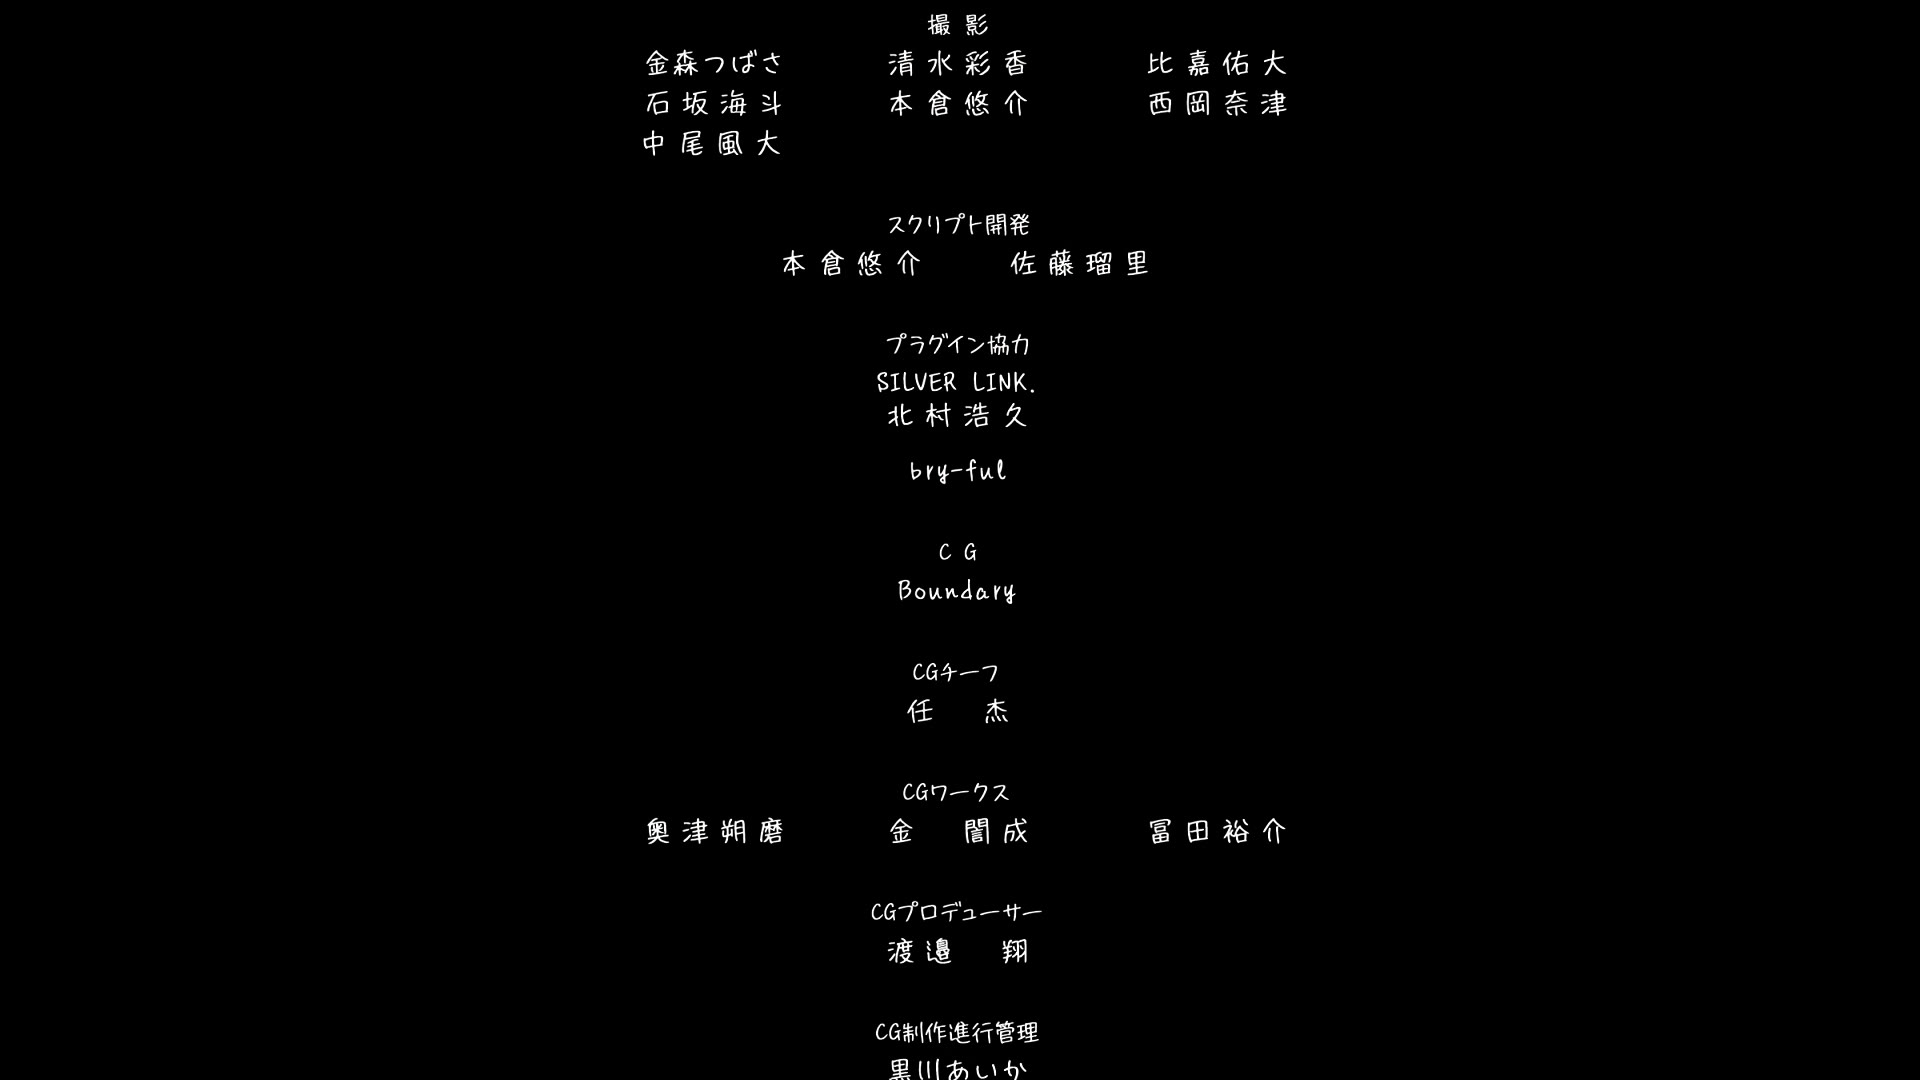 撮影
金森つばさ 清水彩香 比嘉佑大
石坂海斗 本倉悠介 西岡奈津
中尾風大
スクリプト開発
本倉悠介 佐藤瑠里
プラグイン協力
SILVER LINK.
北村浩久
bry-ful
CG
Boundary
CGチーフ
任 杰
CGワークス
奥津朔磨 金 誾成 冨田裕介
CGプロデューサー
渡邉 翔
CG制作進行管理
黒川あいか